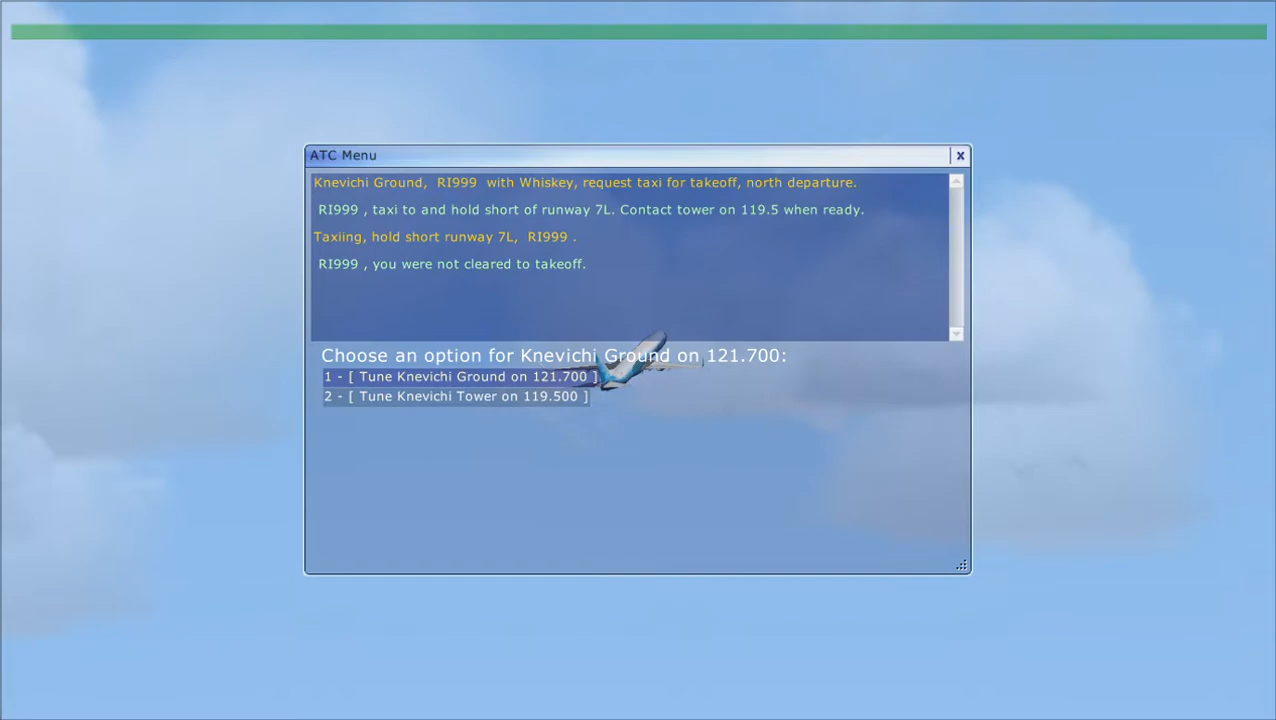 ATC Menu
x
Knevichi Ground, RI999 with Whiskey, request taxi for takeoff, north departure.
RI999 , taxi to and hold short of runway 7L. Contact tower on 119.5 when ready.
Taxiing, hold short runway 7L, RI999 .
RI999 , you were not cleared to takeoff.
Choose an option for Knevichi Ground on 121.700:
1 - [ Tune Knevichi Ground on 121.700 ]
2 - [ Tune Knevichi Tower on 119.500 ]